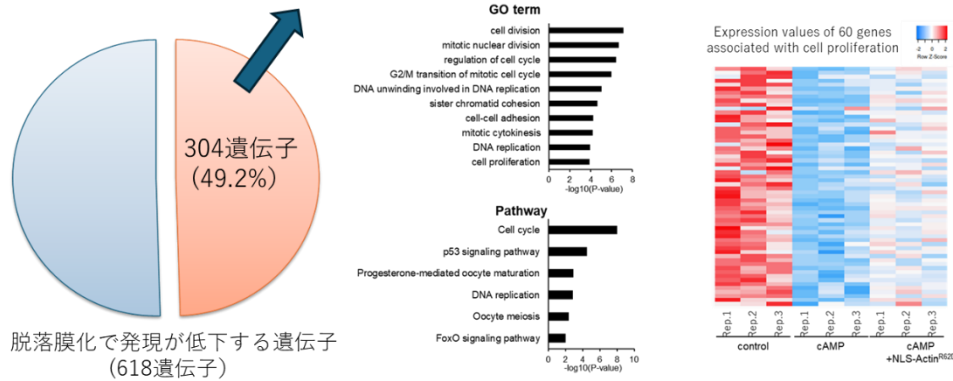 304遺伝子
(49.2%)
脱落膜化で発現が低下する遺伝子
(618遺伝子)
GO term
cell division
mitotic nuclear division
regulation of cell cycle
G2/M transition of mitotic cell cycle
DNA unwinding involved in DNA replication
sister chromatid cohesion
cell-cell adhesion
mitotic cytokinesis
DNA replication
cell proliferation
0 2 4 6 8
-log10(P-value)
Pathway
Cell cycle
p53 signaling pathway
Progesterone-mediated oocyte maturation
DNA replication
Oocyte meiosis
FoxO signaling pathway
0 2 4 6 8 10
-log10(P-value)
Expression values of 60 genes
associated with cell proliferation
-2 0 2
Row Z-Score
Rep.1 Rep.2 Rep.3 Rep.1 Rep.2 Rep.3 Rep.1 Rep.2 Rep.3
control cAMP cAMP
+NLS-Actin